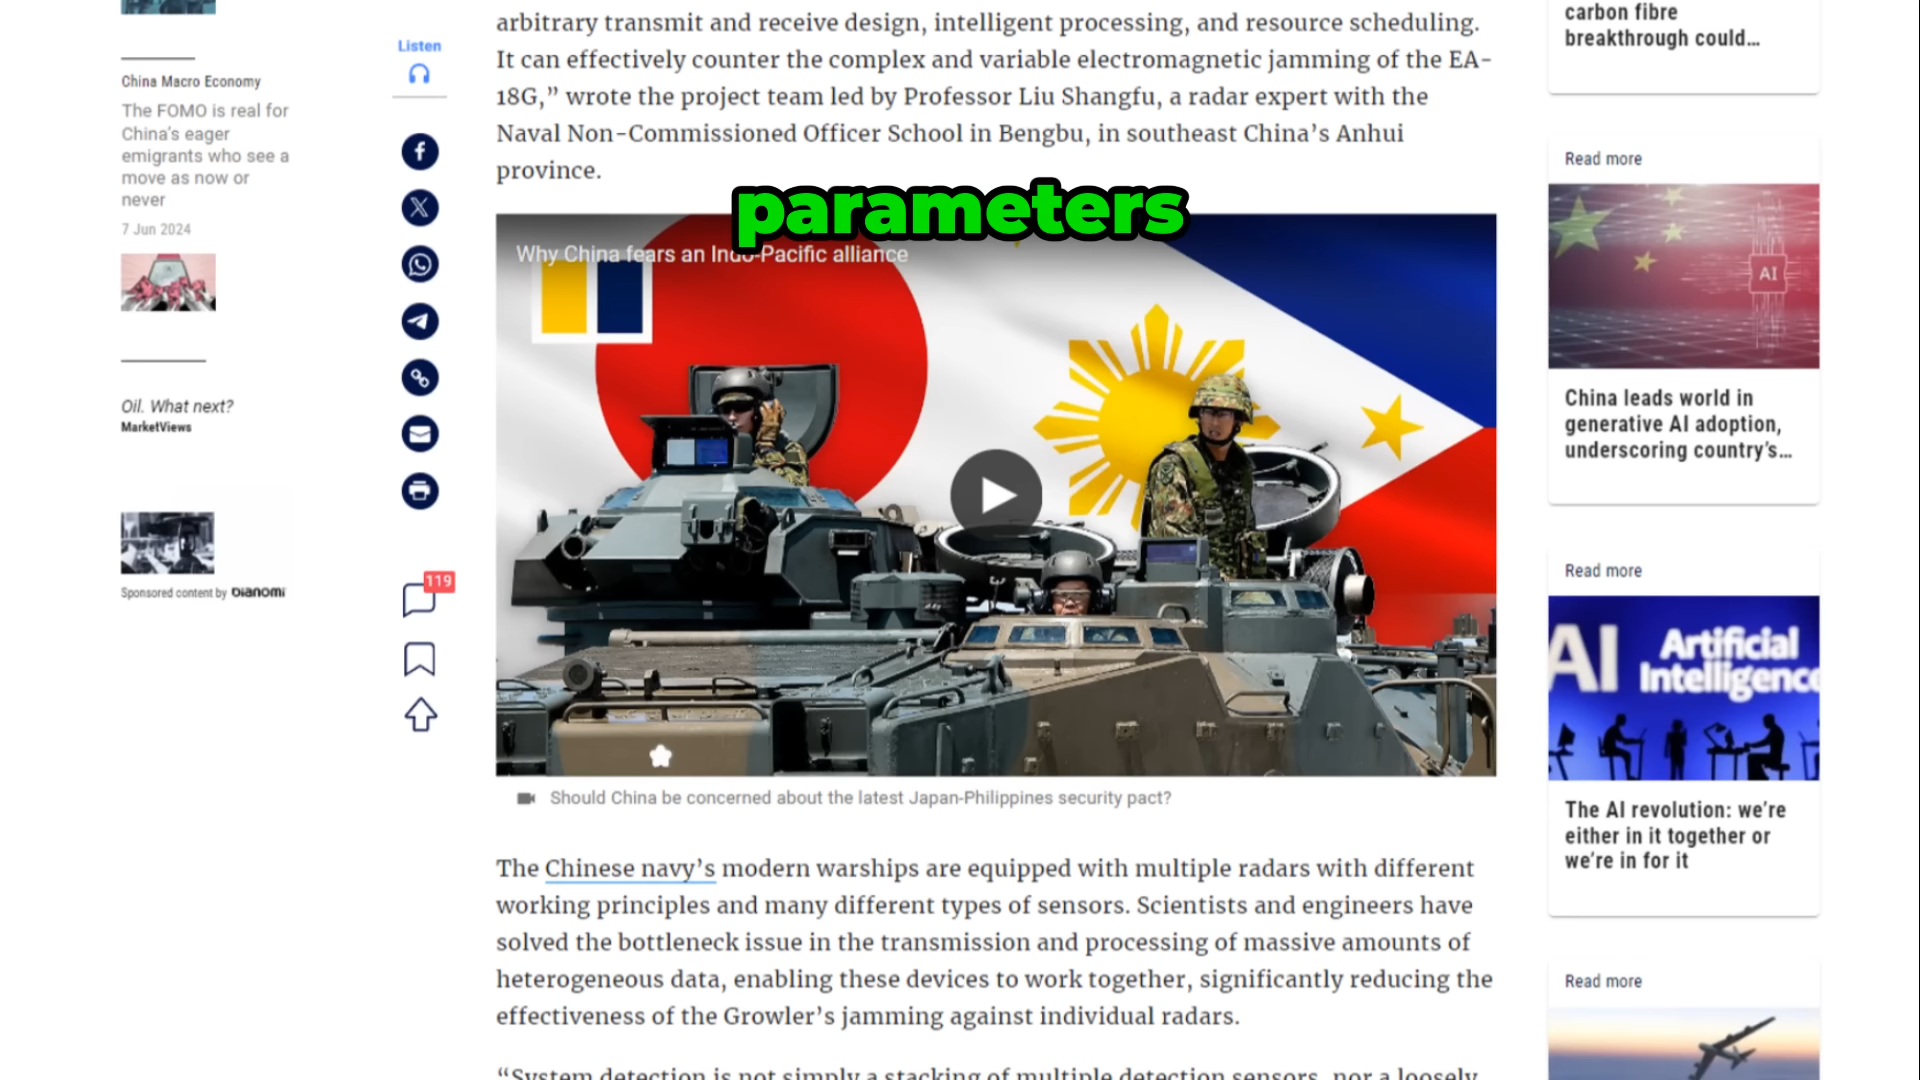 China Macro Economy
The FOMO is real for
China's eager
emigrants who see a
move as now or
never
7 Jun 2024
Oil. What next?
MarketViews
Sponsored content by bianomi
Listen
119
arbitrary transmit and receive design, intelligent processing, and resource scheduling.
It can effectively counter the complex and variable electromagnetic jamming of the EA-
18G,” wrote the project team led by Professor Liu Shangfu, a radar expert with the
Naval Non-Commissioned Officer School in Bengbu, in southeast China’s Anhui
province.
parameters
Why China fears an Indo-Pacific alliance
Should China be concerned about the latest Japan-Philippines security pact?
The Chinese navy’s modern warships are equipped with multiple radars with different
working principles and many different types of sensors. Scientists and engineers have
solved the bottleneck issue in the transmission and processing of massive amounts of
heterogeneous data, enabling these devices to work together, significantly reducing the
effectiveness of the Growler’s jamming against individual radars.
“System detection is not simply a stacking of multiple detection sensors, nor a loosely
carbon fibre
breakthrough could…
Read more
AI
China leads world in
generative AI adoption,
underscoring country’s…
Read more
AI Artificial
Intelligence
The AI revolution: we’re
either in it together or
we’re in for it
Read more